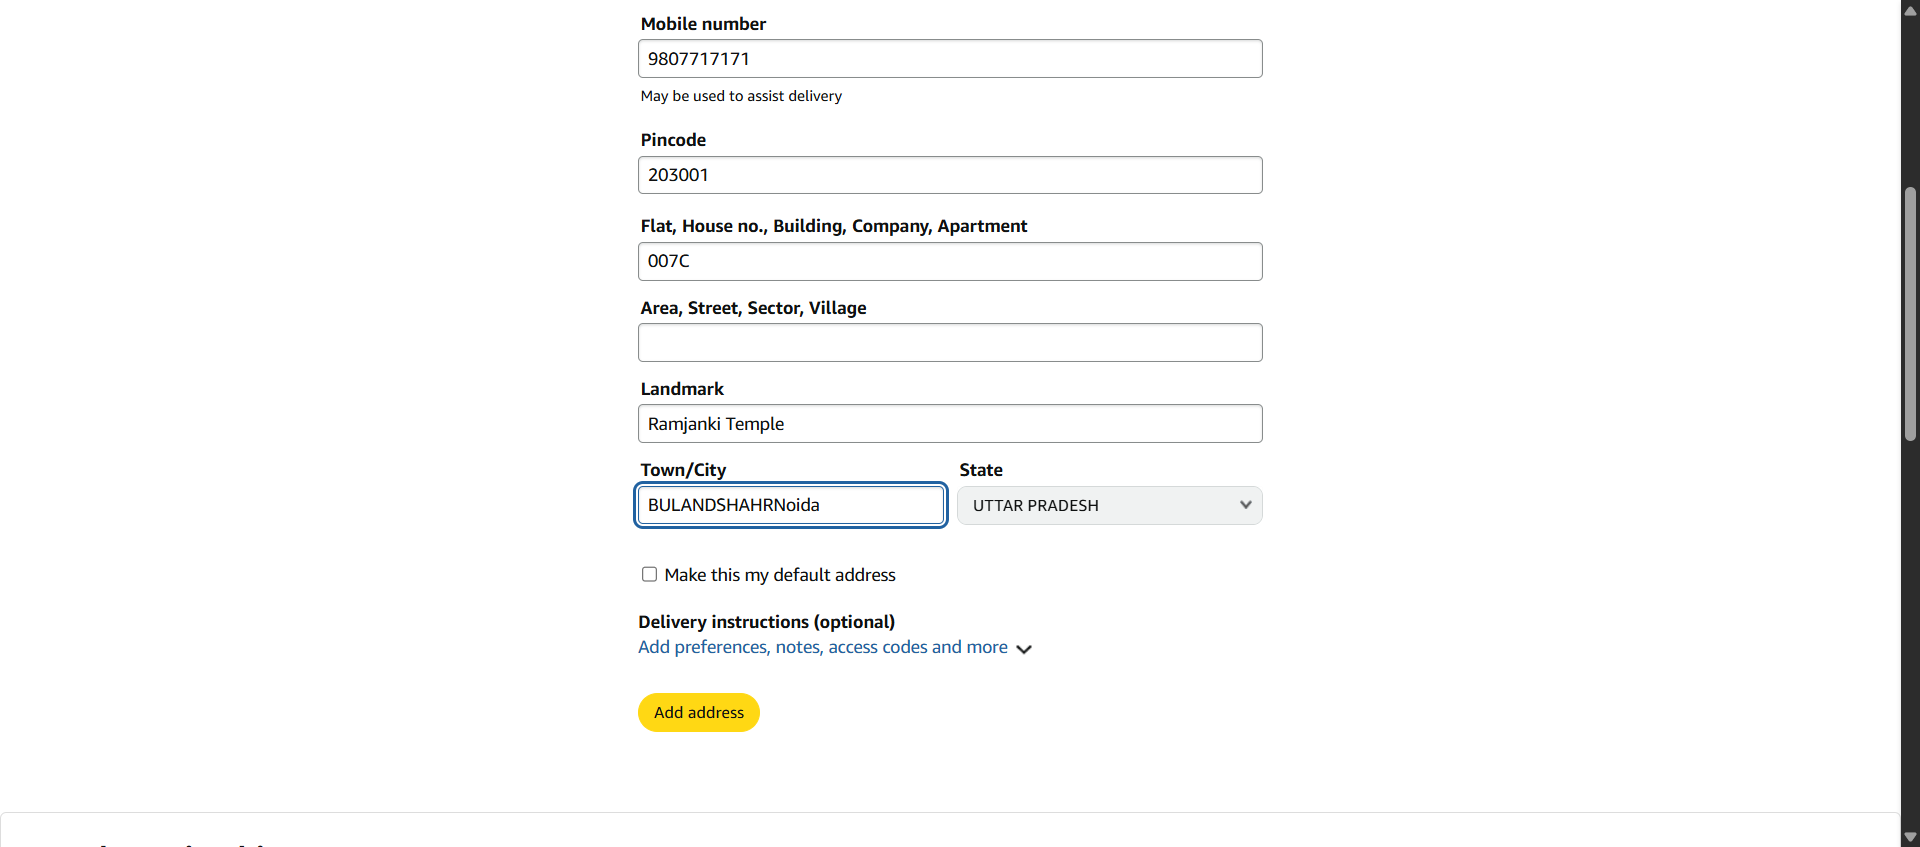 Mobile number
9807717171
May be used to assist delivery
Pincode
203001
Flat, House no., Building, Company, Apartment
007C
Area, Street, Sector, Village
Landmark
Ramjanki Temple
Town/City
State
BULANDSHAHRNoida
UTTAR PRADESH
Make this my default address
Delivery instructions (optional)
Add preferences, notes, access codes and more
Add address